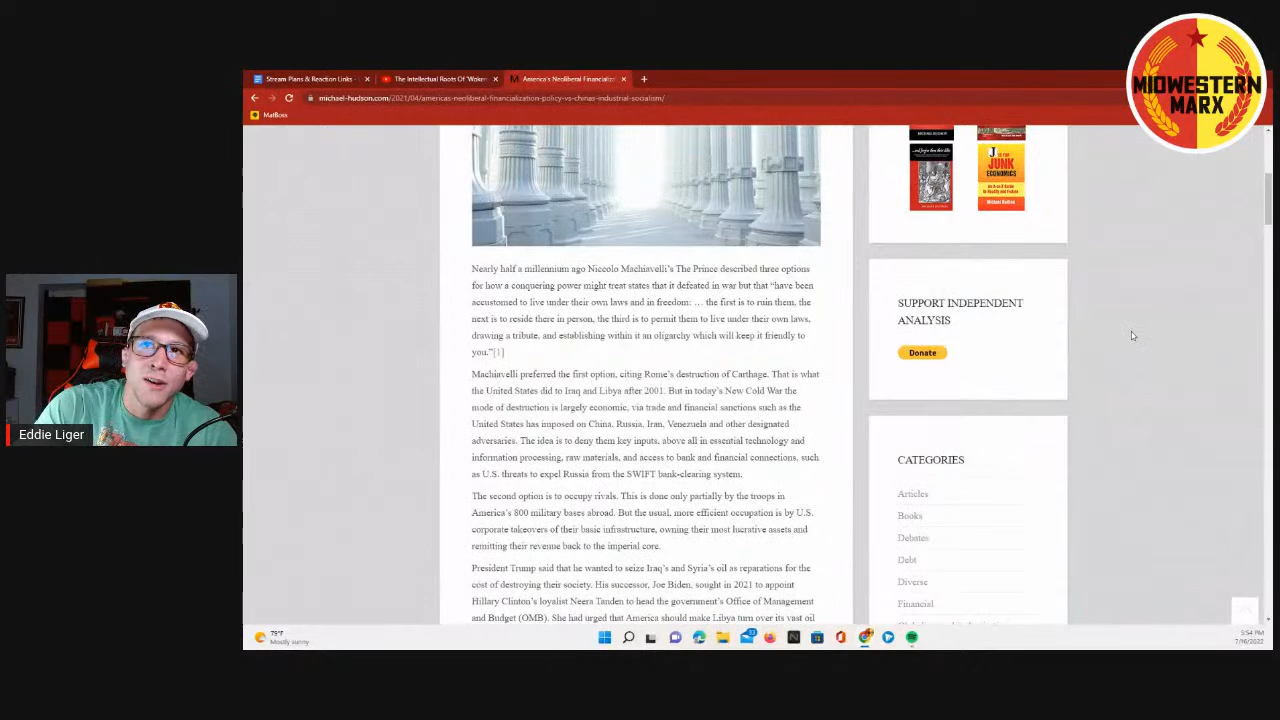 MIDWESTERN
MARX
Stream Plans & Reaction Links -
The Intellectual Roots Of 'Woken
America's Neoliberal Financializat
michael-hudson.com/2021/04/americas-neoliberal-financialization-policy-vs-chinas-industrial-socialism/
MatBoss
Nearly half a millennium ago Niccolo Machiavelli's The Prince described three options
for how a conquering power might treat states that it defeated in war but that “have been
accustomed to live under their own laws and in freedom: … the first is to ruin them, the
next is to reside there in person, the third is to permit them to live under their own laws,
drawing a tribute, and establishing within it an oligarchy which will keep it friendly to
you.”[1]
Machiavelli preferred the first option, citing Rome's destruction of Carthage. That is what
the United States did to Iraq and Libya after 2001. But in today's New Cold War the
mode of destruction is largely economic, via trade and financial sanctions such as the
United States has imposed on China, Russia, Iran, Venezuela and other designated
adversaries. The idea is to deny them key inputs, above all in essential technology and
information processing, raw materials, and access to bank and financial connections, such
as U.S. threats to expel Russia from the SWIFT bank-clearing system.
The second option is to occupy rivals. This is done only partially by the troops in
America's 800 military bases abroad. But the usual, more efficient occupation is by U.S.
corporate takeovers of their basic infrastructure, owning their most lucrative assets and
remitting their revenue back to the imperial core.
President Trump said that he wanted to seize Iraq's and Syria's oil as reparations for the
cost of destroying their society. His successor, Joe Biden, sought in 2021 to appoint
Hillary Clinton's loyalist Neera Tanden to head the government's Office of Management
and Budget (OMB). She had urged that America should make Libya turn over its vast oil
J IS FOR
JUNK
ECONOMICS
Michael Hudson
SUPPORT INDEPENDENT
ANALYSIS
Donate
CATEGORIES
Articles
Books
Debates
Debt
Diverse
Financial
Eddie Liger
79°F
Mostly sunny
5:54 PM
7/16/2022